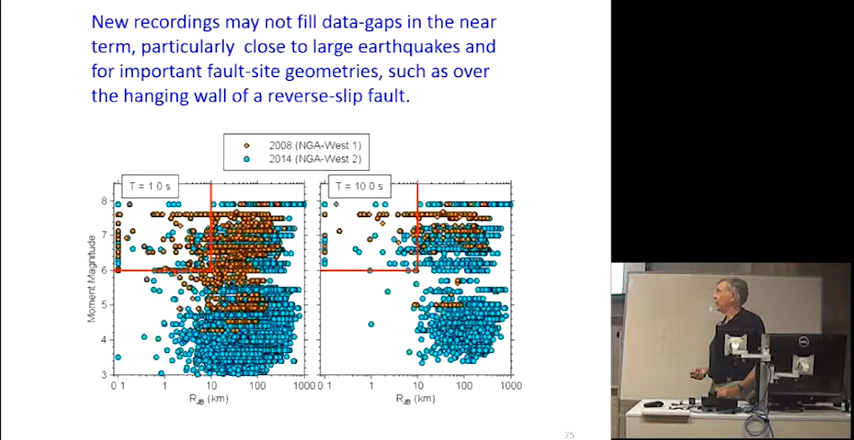 New recordings may not fill data-gaps in the near
term, particularly close to large earthquakes and
for important fault-site geometries, such as over
the hanging wall of a reverse-slip fault.
2008 (NGA-West 1)
2014 (NGA-West 2)
T = 1 0 s
T = 10 0 s
8
7
6
5
4
3
Moment Magnitude
0 1 1 10 100 1000
0 1 1 10 100 1000
RJB (km)
RJB (km)
75
DELL